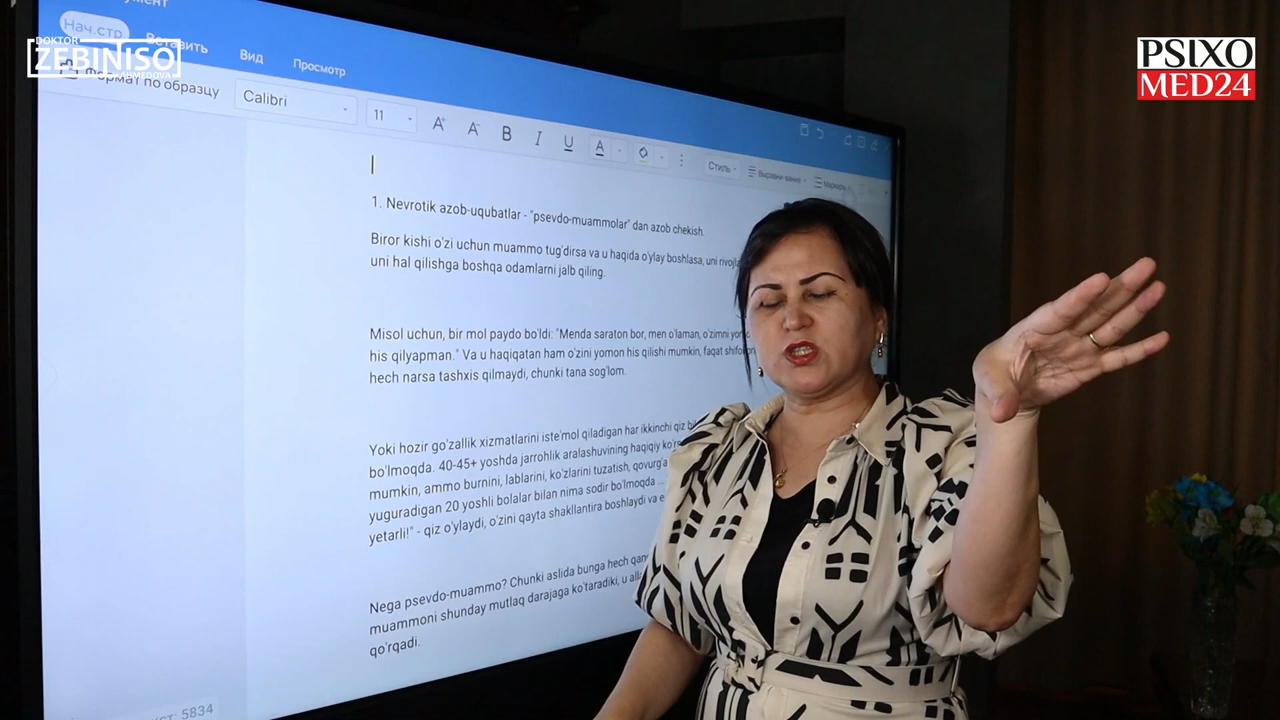 DOKTOR
ZEBINISO
AHMEDOVA
PSIXO
MED24
Нач.стр
Вставить
Вид
Просмотр
Формат по образцу
Calibri
11
Стиль
1. Nevrotik azob-uqubatlar - "psevdo-muammolar" dan azob chekish.
Biror kishi o'zi uchun muammo tug'dirsa va u haqida o'ylay boshlasa, uni
uni hal qilishga boshqa odamlarni jalb qiling.
Misol uchun, bir mol paydo bo'ldi: "Menda saraton bor, men o'laman, o'zimni
his qilyapman." Va u haqiqatan ham o'zini yomon his qilishi mumkin, faqat
hech narsa tashxis qilmaydi, chunki tana sog'lom.
Yoki hozir go'zallik xizmatlarini iste'mol qiladigan har ikkinchi qiz
bo'lmoqda. 40-45+ yoshda jarrohlik aralashuvining haqiqiy
mumkin, ammo burnini, lablarini, ko'zlarini tuzatish,
yuguradigan 20 yoshli bolalar bilan nima sodir bo'lmoqda ...
yetarli!" - qiz o'ylaydi, o'zini qayta shakllantira boshlaydi va
Nega psevdo-muammo? Chunki aslida bunga hech
muammoni shunday mutlaq darajaga ko'taradiki, u
qo'rqadi.
5834